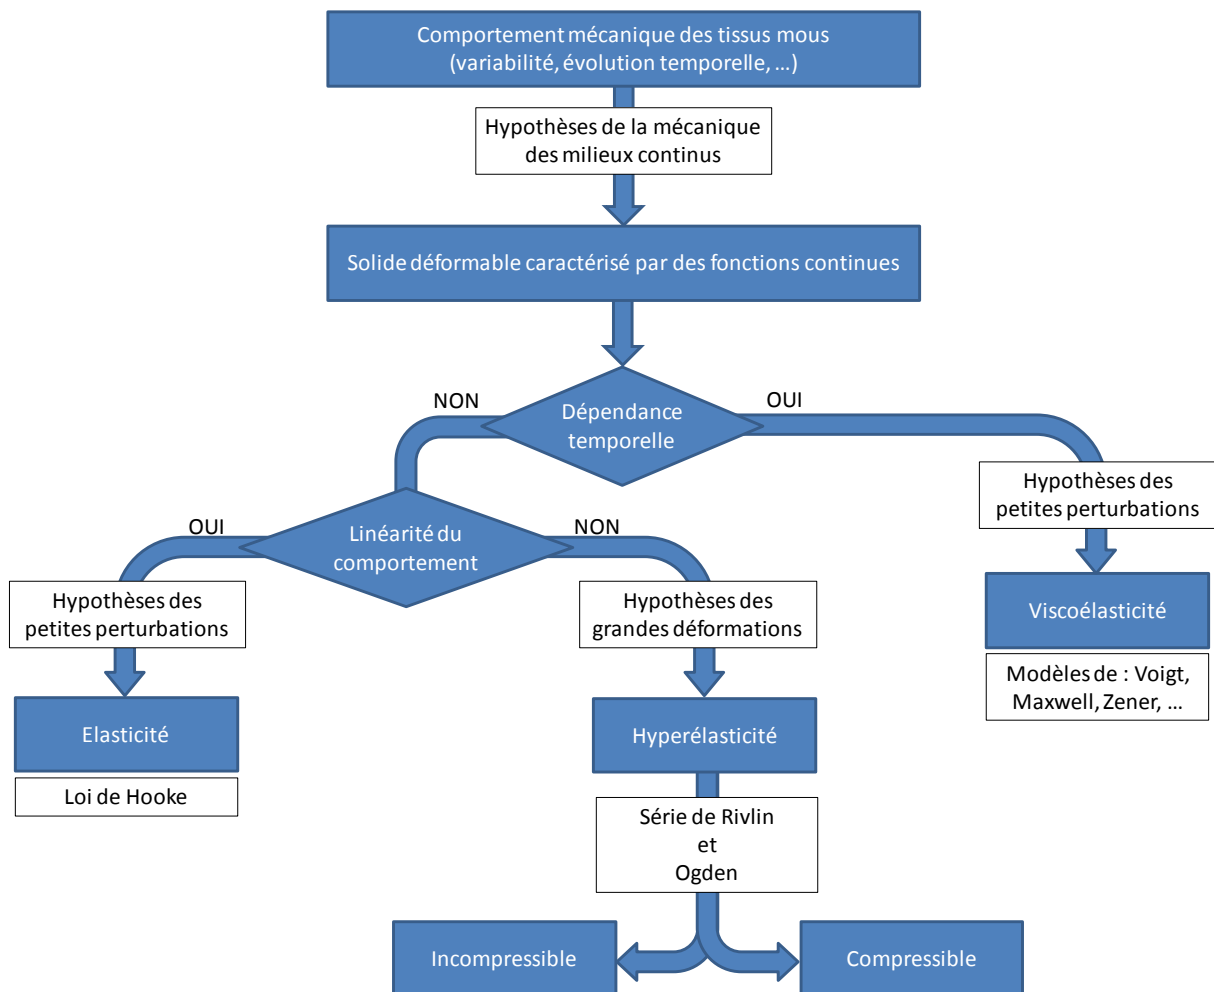 Comportement mécanique des tissus mous
(variabilité, évolution temporelle, ...)
Hypothèses de la mécanique
des milieux continus
Solide déformable caractérisé par des fonctions continues
NON
OUI
Dépendance
temporelle
Hypothèses des
petites perturbations
OUI
NON
Linéarité du
comportement
Hypothèses des
petites perturbations
Hypothèses des
grandes déformations
Viscoélasticité
Modèles de : Voigt,
Maxwell, Zener, ...
Elasticité
Hyperélasticité
Loi de Hooke
Série de Rivlin
et
Ogden
Incompressible
Compressible